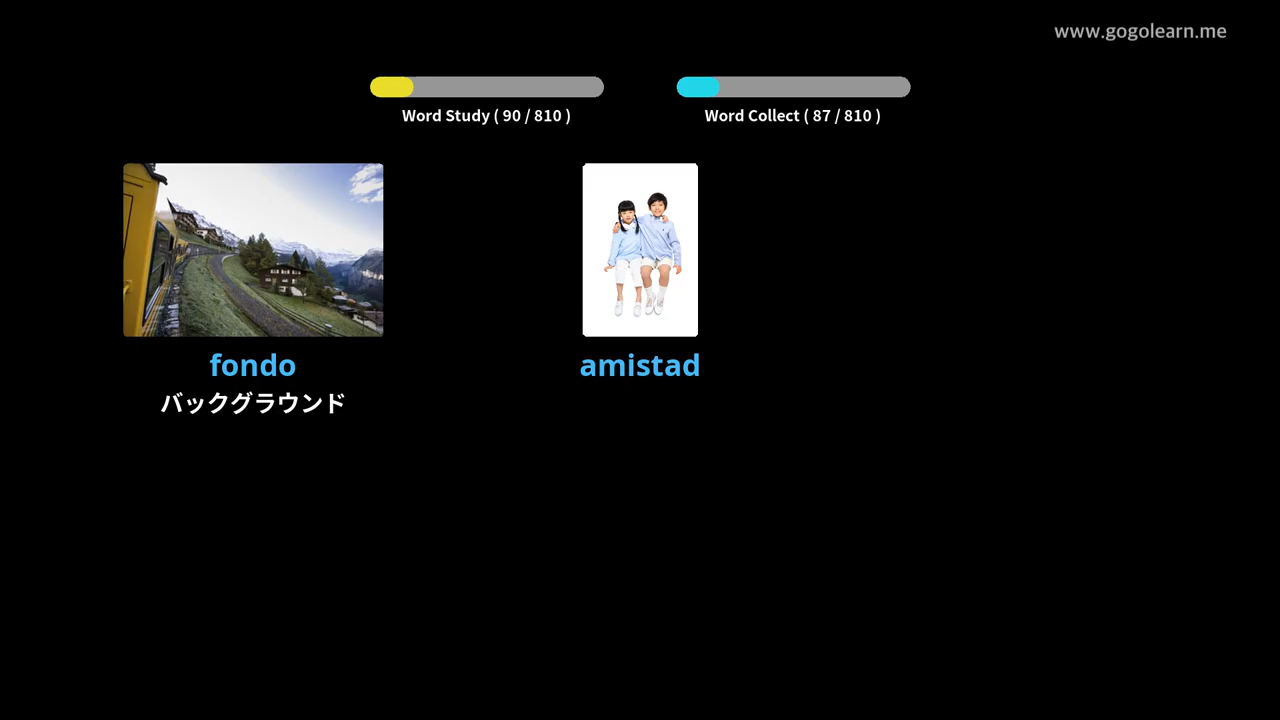 www.gogolearn.me
Word Study ( 90 / 810 )
Word Collect ( 87 / 810 )
fondo
バックグラウンド
amistad